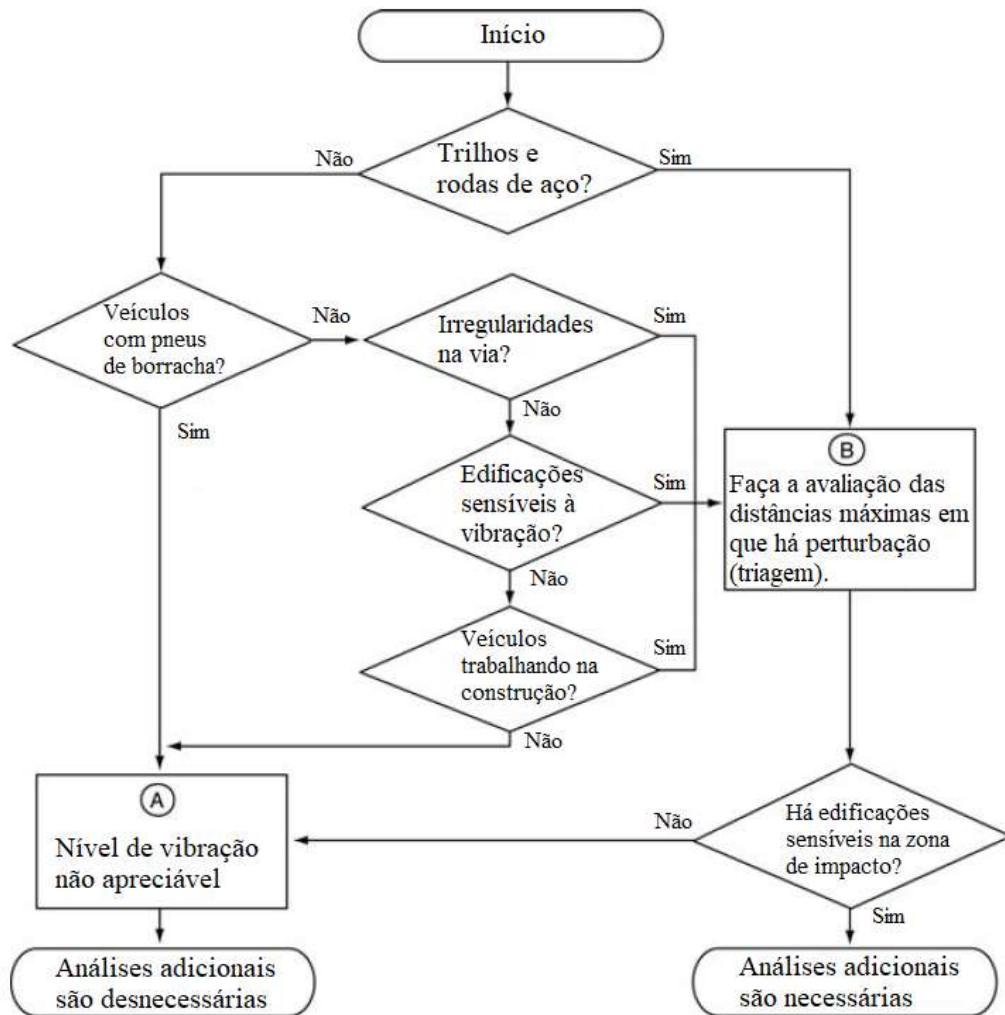 Início
Trilhos e
rodas de aço?
Não
Sim
Veículos
com pneus
de borracha?
Não
Sim
Irregularidades
na via?
Sim
Não
Edificações
sensíveis à
vibração?
Sim
Não
Veículos
trabalhando na
construção?
Sim
Não
B
Faça a avaliação das
distâncias máximas em
que há perturbação
(triagem).
A
Nível de vibração
não apreciável
Há edificações
sensíveis na zona
de impacto?
Não
Sim
Análises adicionais
são desnecessárias
Análises adicionais
são necessárias